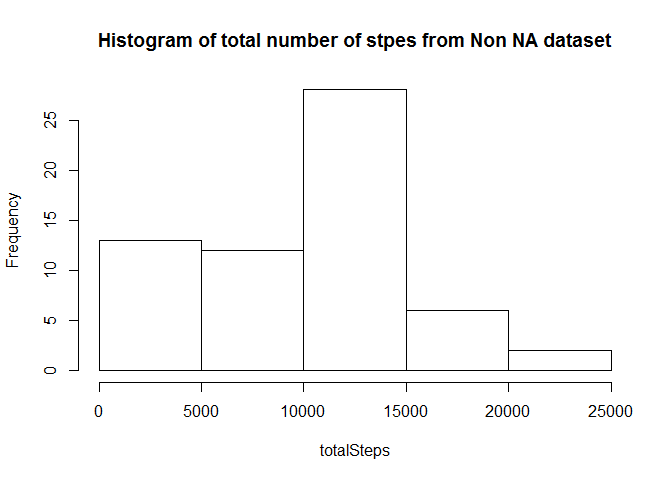 Histogram of total number of stpes from Non NA dataset
Frequency
25
20
15
10
5
0
0 5000 10000 15000 20000 25000
totalSteps